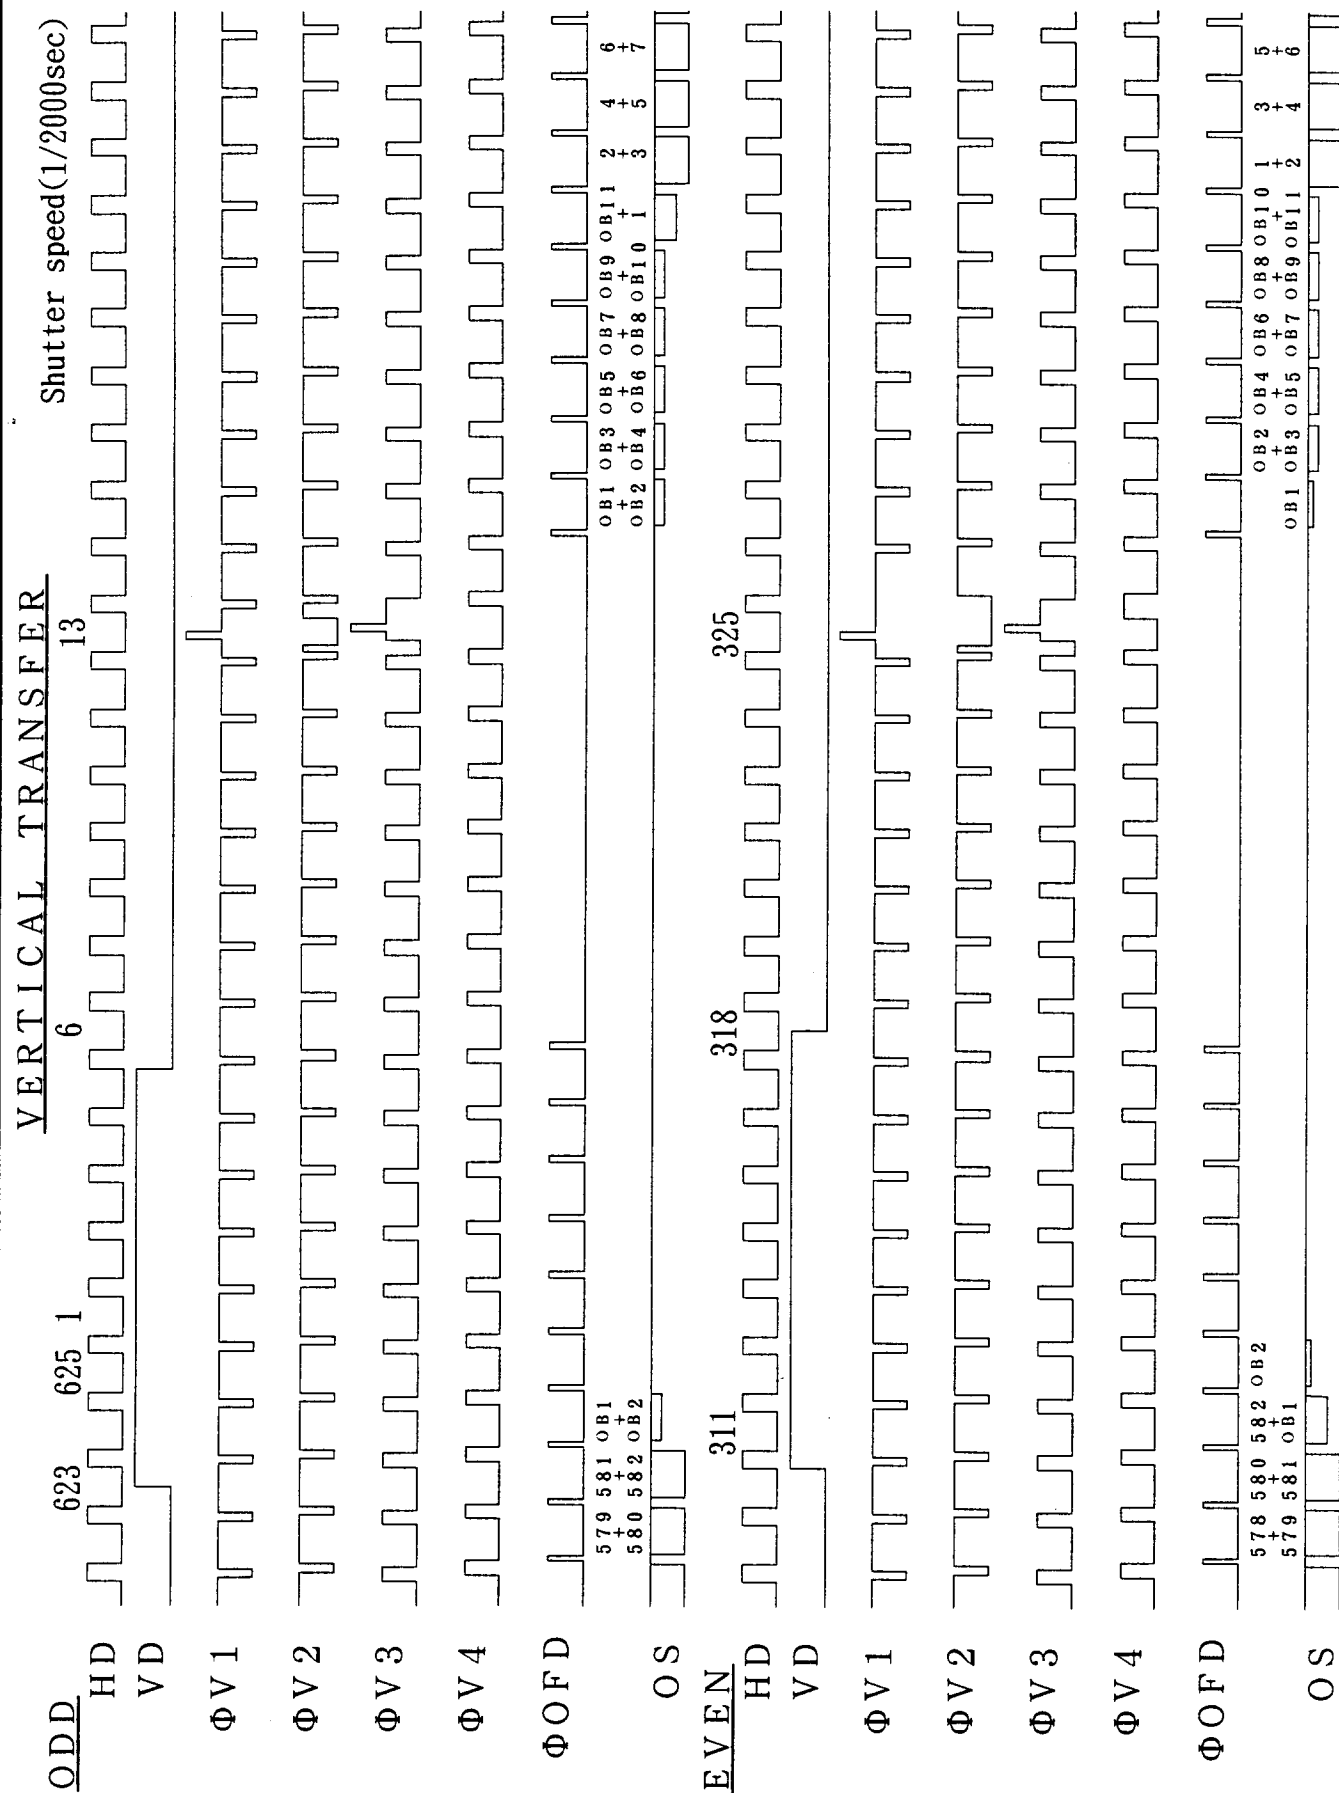 VERTICAL TRANSFER
Shutter speed(1/2000sec)
ODD
623 625 1 6 13
HD
VD
ΦV1
ΦV2
ΦV3
ΦV4
ΦOFD
579 581 OB1 OB1 OB3 OB5 OB7 OB9 OB11 2 4 6
+ + + + + + + + + + + +
580 582 OB2 OB2 OB4 OB6 OB8 OB10 1 3 5 7
OS
EVEN
311 318 325
HD
VD
ΦV1
ΦV2
ΦV3
ΦV4
ΦOFD
578 580 582 OB2 OB2 OB4 OB6 OB8 OB10 1 3 5
+ + + + + + + + + + +
579 581 OB1 OB1 OB3 OB5 OB7 OB9 OB11 2 4 6
OS